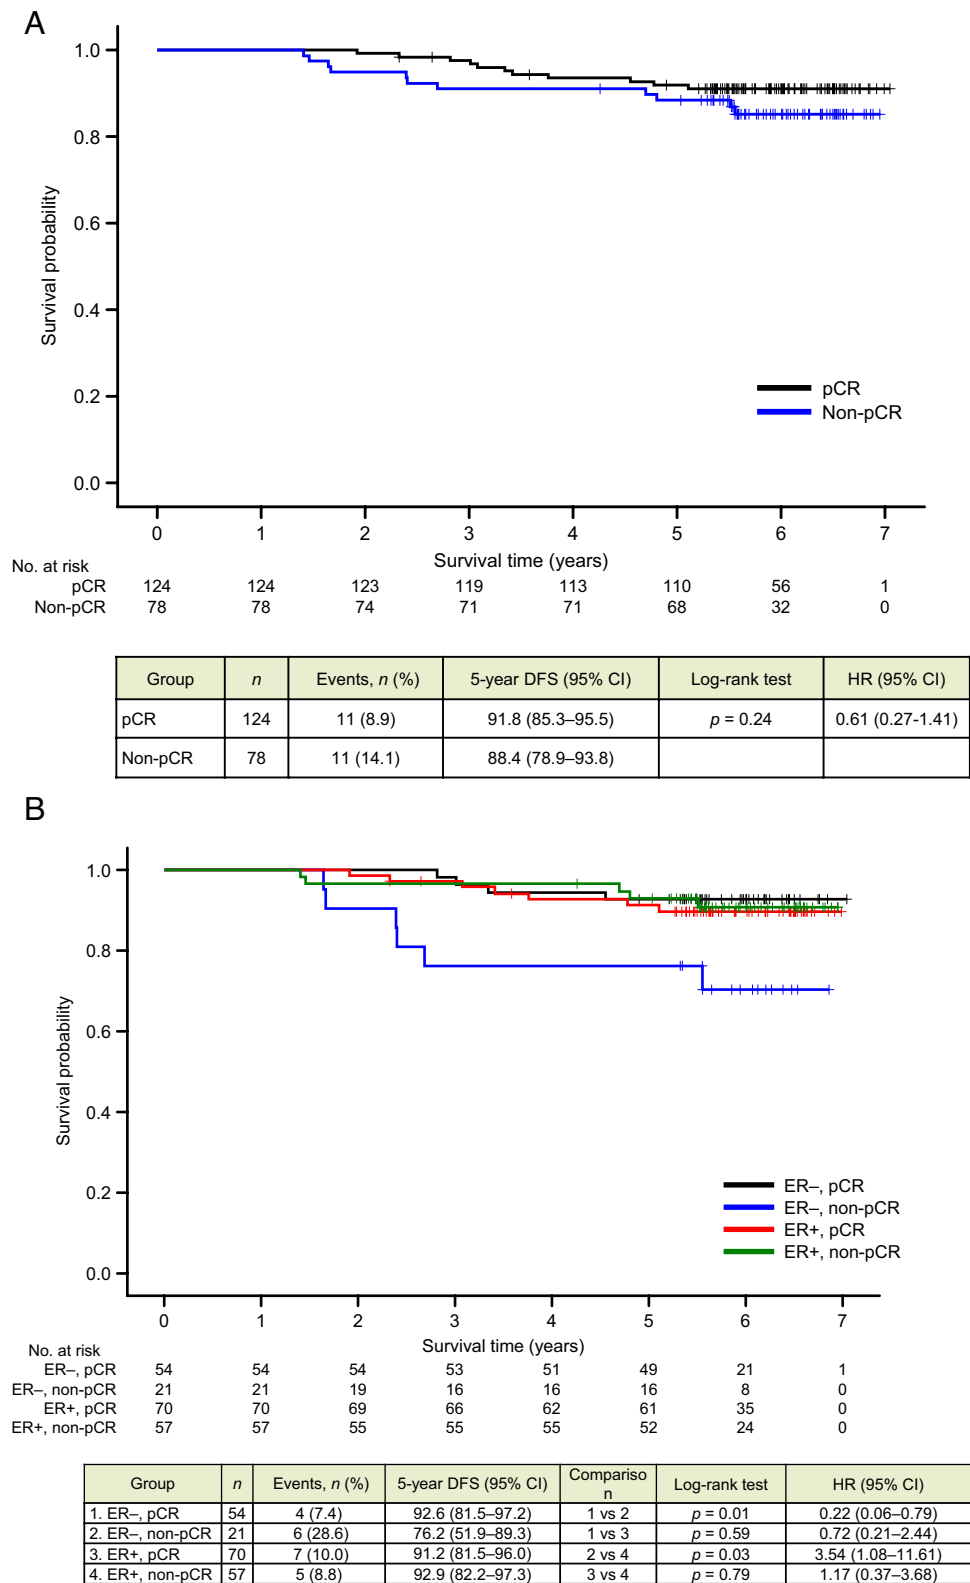 A
1.0
0.8
0.6
0.4
0.2
0.0
Survival probability
pCR
Non-pCR
0 1 2 3 4 5 6 7
Survival time (years)
No. at risk
pCR 124 124 123 119 113 110 56 1
Non-pCR 78 78 74 71 71 68 32 0
Group n Events, n (%) 5-year DFS (95% CI) Log-rank test HR (95% CI)
pCR 124 11 (8.9) 91.8 (85.3–95.5) p = 0.24 0.61 (0.27-1.41)
Non-pCR 78 11 (14.1) 88.4 (78.9–93.8)
B
1.0
0.8
0.6
0.4
0.2
0.0
Survival probability
ER–, pCR
ER–, non-pCR
ER+, pCR
ER+, non-pCR
0 1 2 3 4 5 6 7
Survival time (years)
No. at risk
ER–, pCR 54 54 54 53 51 49 21 1
ER–, non-pCR 21 21 19 16 16 16 8 0
ER+, pCR 70 70 69 66 62 61 35 0
ER+, non-pCR 57 57 55 55 55 52 24 0
Group n Events, n (%) 5-year DFS (95% CI) Compariso
n Log-rank test HR (95% CI)
1. ER–, pCR 54 4 (7.4) 92.6 (81.5–97.2) 1 vs 2 p = 0.01 0.22 (0.06–0.79)
2. ER–, non-pCR 21 6 (28.6) 76.2 (51.9–89.3) 1 vs 3 p = 0.59 0.72 (0.21–2.44)
3. ER+, pCR 70 7 (10.0) 91.2 (81.5–96.0) 2 vs 4 p = 0.03 3.54 (1.08–11.61)
4. ER+, non-pCR 57 5 (8.8) 92.9 (82.2–97.3) 3 vs 4 p = 0.79 1.17 (0.37–3.68)